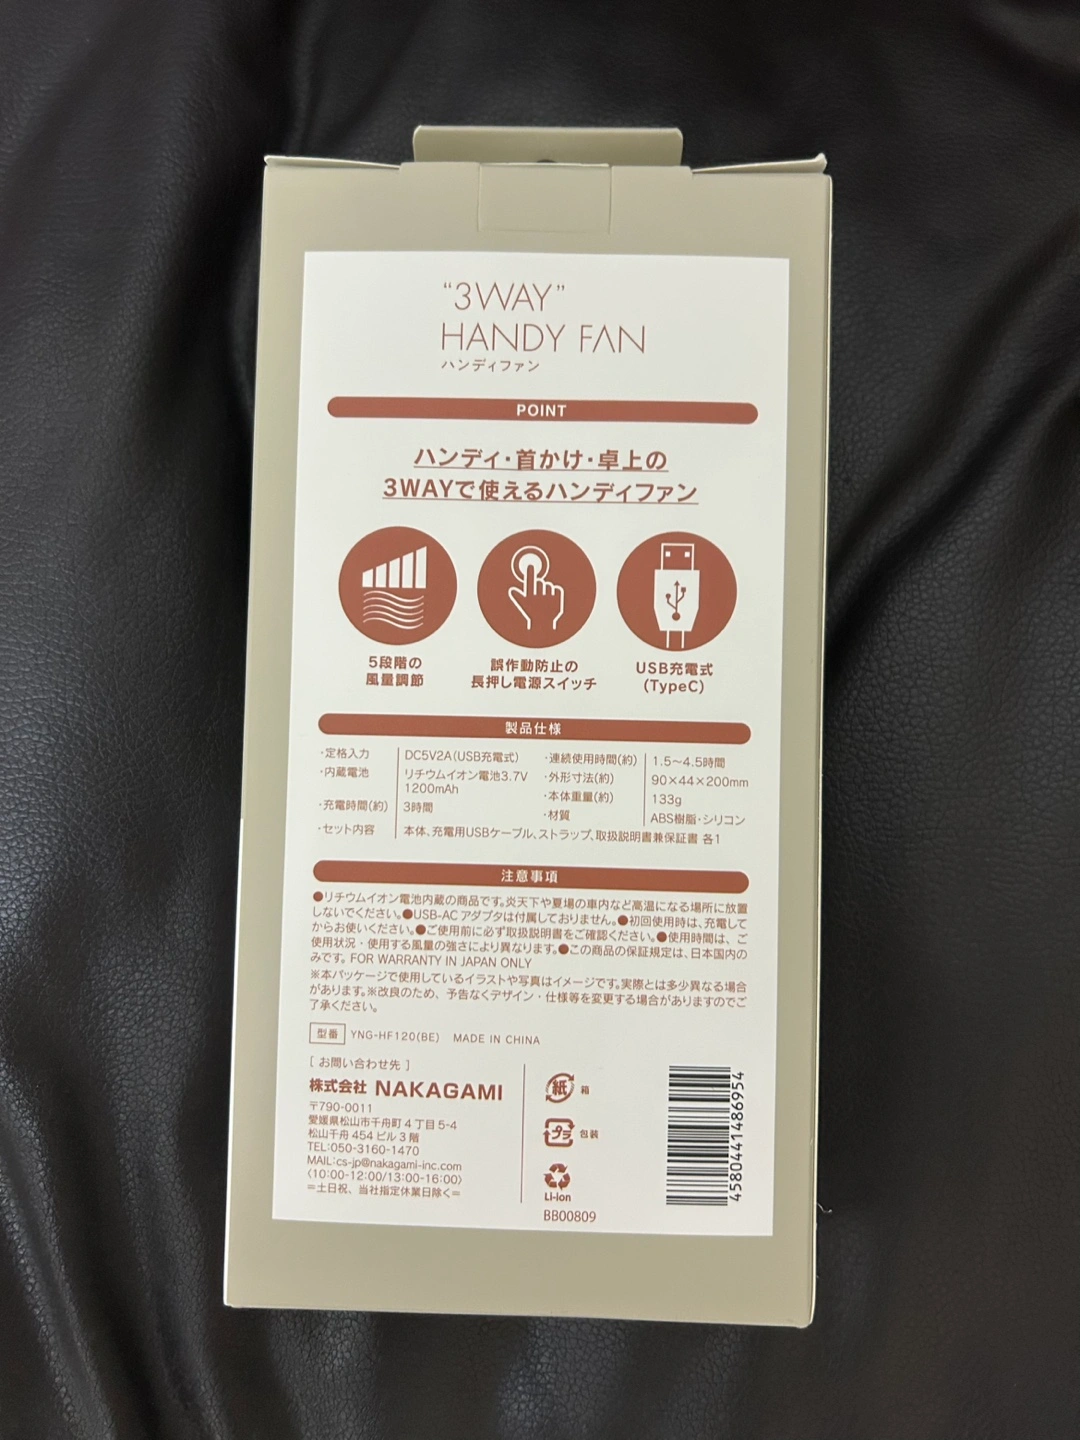 “3WAY”
HANDY FAN
ハンディファン
POINT
ハンディ・首かけ・卓上の
3WAYで使えるハンディファン
5段階の
風量調節
誤作動防止の
長押し電源スイッチ
USB充電式
(TypeC)
製品仕様
・定格入力 DC5V2A(USB充電式)
・内蔵電池 リチウムイオン電池3.7V
1200mAh
・充電時間(約) 3時間
・連続使用時間(約) 1.5〜4.5時間
・外形寸法(約) 90×44×200mm
・本体重量(約) 133g
・材質 ABS樹脂・シリコン
・セット内容 本体、充電用USBケーブル、ストラップ、取扱説明書兼保証書 各1
注意事項
●リチウムイオン電池内蔵の商品です。炎天下や夏場の車内など高温になる場所に放置
しないでください。●USB-AC アダプタは付属しておりません。●初回使用時は、充電して
からお使いください。●ご使用前に必ず取扱説明書をご確認ください。●使用時間は、ご
使用状況・使用する風量の強さにより異なります。●この商品の保証規定は、日本国内の
みです。FOR WARRANTY IN JAPAN ONLY
※本パッケージで使用しているイラストや写真はイメージです。実際とは多少異なる場合
があります。※改良のため、予告なくデザイン・仕様等を変更する場合がありますのでご
了承ください。
型番 YNG-HF120(BE) MADE IN CHINA
[ お問い合わせ先 ]
株式会社 NAKAGAMI
〒790-0011
愛媛県松山市千舟町4丁目5-4
松山千舟454ビル3階
TEL:050-3160-1470
MAIL:cs-jp@nakagami-inc.com
〈10:00-12:00/13:00-16:00〉
=土日祝、当社指定休業日除く=
紙 箱
プラ 包装
Li-ion
BB00809
4580441486954